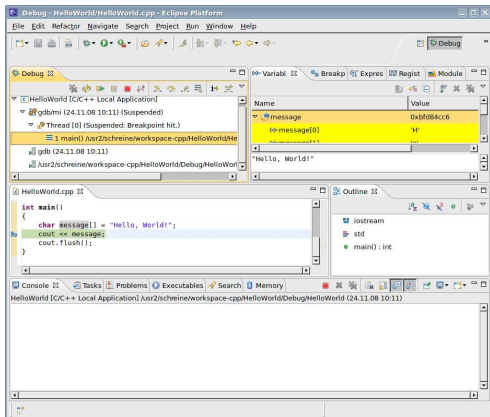 Debug - HelloWorld/HelloWorld.cpp - Eclipse Platform
File Edit Refactor Navigate Search Project Run Window Help
Debug
Debug
Variabl Breakp Expres Regist Module
HelloWorld [C/C++ Local Application]
gdb/mi (24.11.08 10:11) (Suspended)
Thread [0] (Suspended: Breakpoint hit.)
1 main() /usr2/schreine/workspace-cpp/HelloWorld/He
gdb (24.11.08 10:11)
/usr2/schreine/workspace-cpp/HelloWorld/Debug/HelloWor
Name Value
message 0xbfd84cc6
message[0] 'H'
"Hello, World!"
HelloWorld.cpp
int main()
{
char message[] = "Hello, World!";
cout << message;
cout.flush();
}
Outline
iostream
std
main() : int
Console Tasks Problems Executables Search Memory
HelloWorld [C/C++ Local Application] /usr2/schreine/workspace-cpp/HelloWorld/Debug/HelloWorld (24.11.08 10:11)